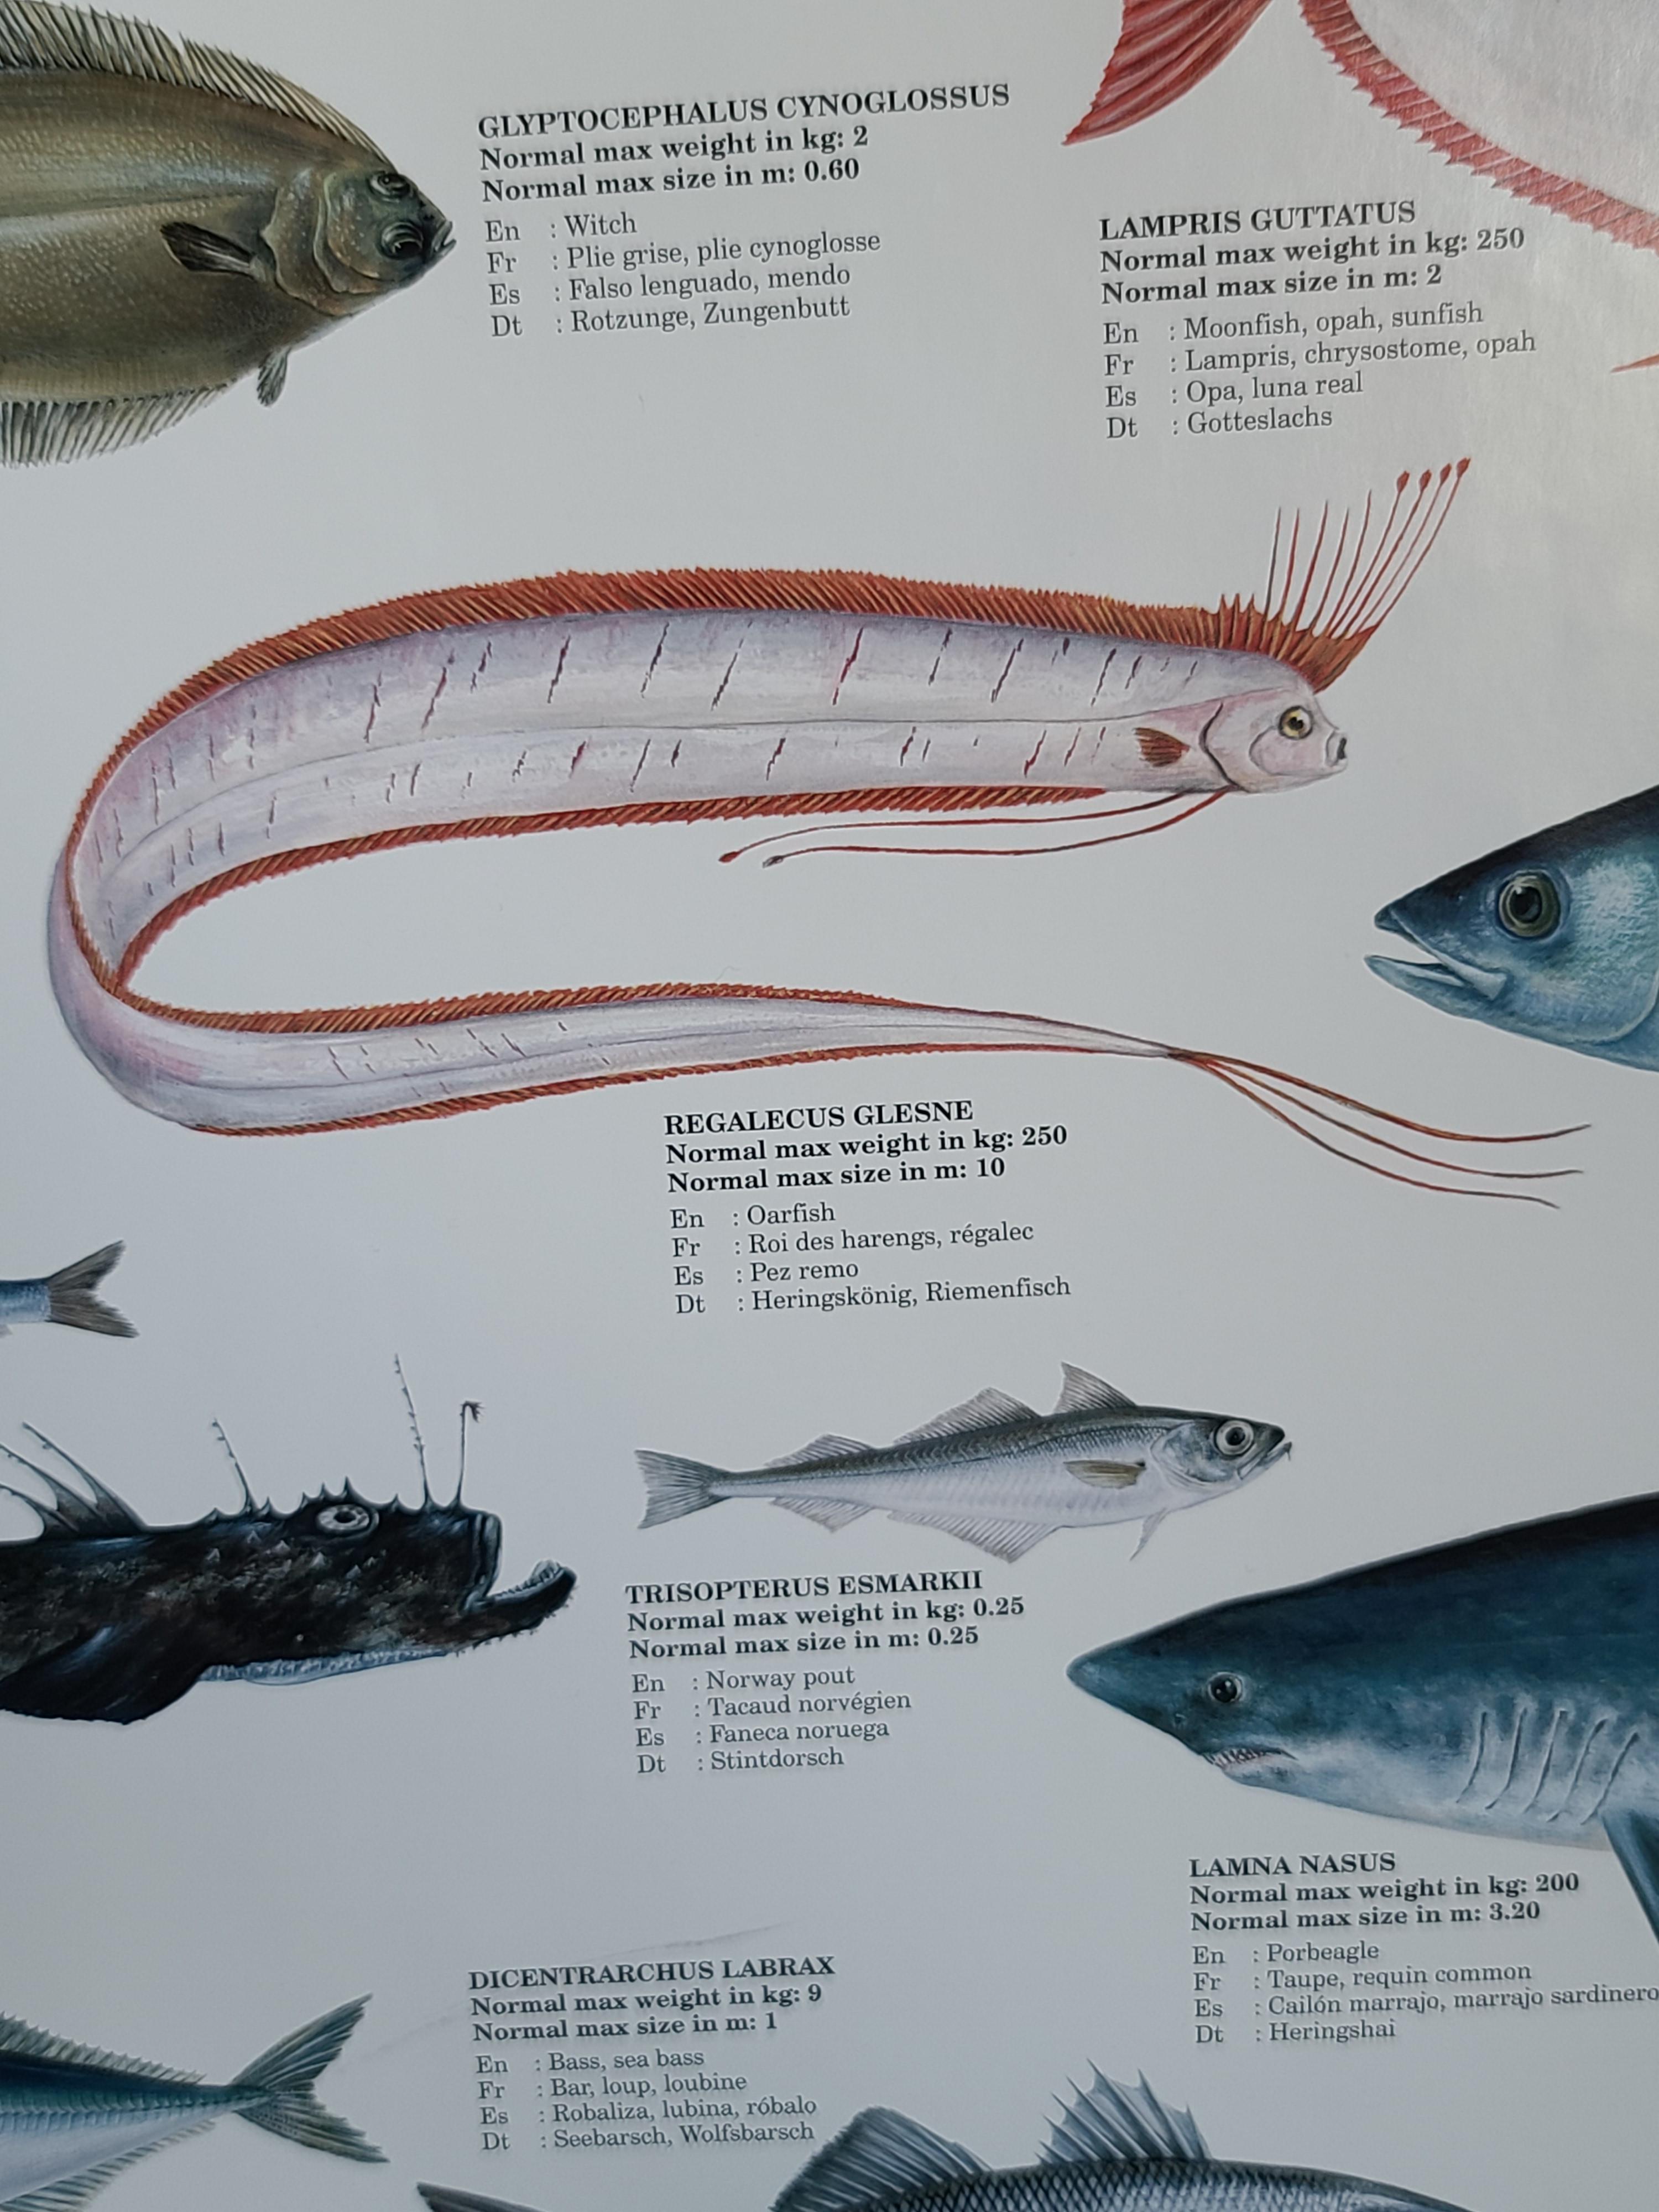 GLYPTOCEPHALUS CYNOGLOSSUS
Normal max weight in kg: 2
Normal max size in m: 0.60
En : Witch
Fr : Plie grise, plie cynoglosse
Es : Falso lenguado, mendo
Dt : Rotzunge, Zungenbutt
LAMPRIS GUTTATUS
Normal max weight in kg: 250
Normal max size in m: 2
En : Moonfish, opah, sunfish
Fr : Lampris, chrysostome, opah
Es : Opa, luna real
Dt : Gotteslachs
REGALECUS GLESNE
Normal max weight in kg: 250
Normal max size in m: 10
En : Oarfish
Fr : Roi des harengs, régalec
Es : Pez remo
Dt : Heringskönig, Riemenfisch
TRISOPTERUS ESMARKII
Normal max weight in kg: 0.25
Normal max size in m: 0.25
En : Norway pout
Fr : Tacaud norvégien
Es : Faneca noruega
Dt : Stintdorsch
LAMNA NASUS
Normal max weight in kg: 200
Normal max size in m: 3.20
En : Porbeagle
Fr : Taupe, requin common
Es : Cailón marrajo, marrajo sardinero
Dt : Heringshai
DICENTRARCHUS LABRAX
Normal max weight in kg: 9
Normal max size in m: 1
En : Bass, sea bass
Fr : Bar, loup, loubine
Es : Robaliza, lubina, róbalo
Dt : Seebarsch, Wolfsbarsch